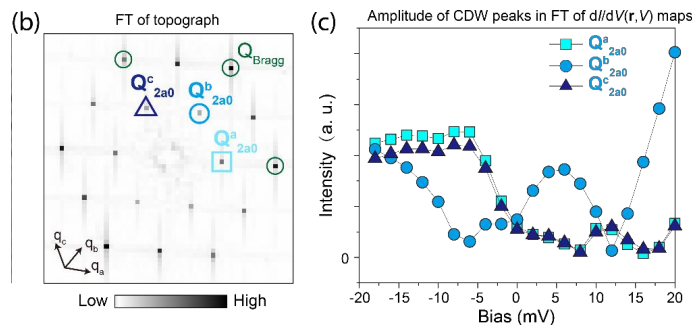 (b)
FT of topograph
Q_Bragg
Q^c_2a0
Q^b_2a0
Q^a_2a0
q_c
q_b
q_a
Low
High
(c)
Amplitude of CDW peaks in FT of dI/dV(r,V) maps
Q^a_2a0
Q^b_2a0
Q^c_2a0
Intensity (a. u.)
0
-20 -15 -10 -5 0 5 10 15 20
Bias (mV)